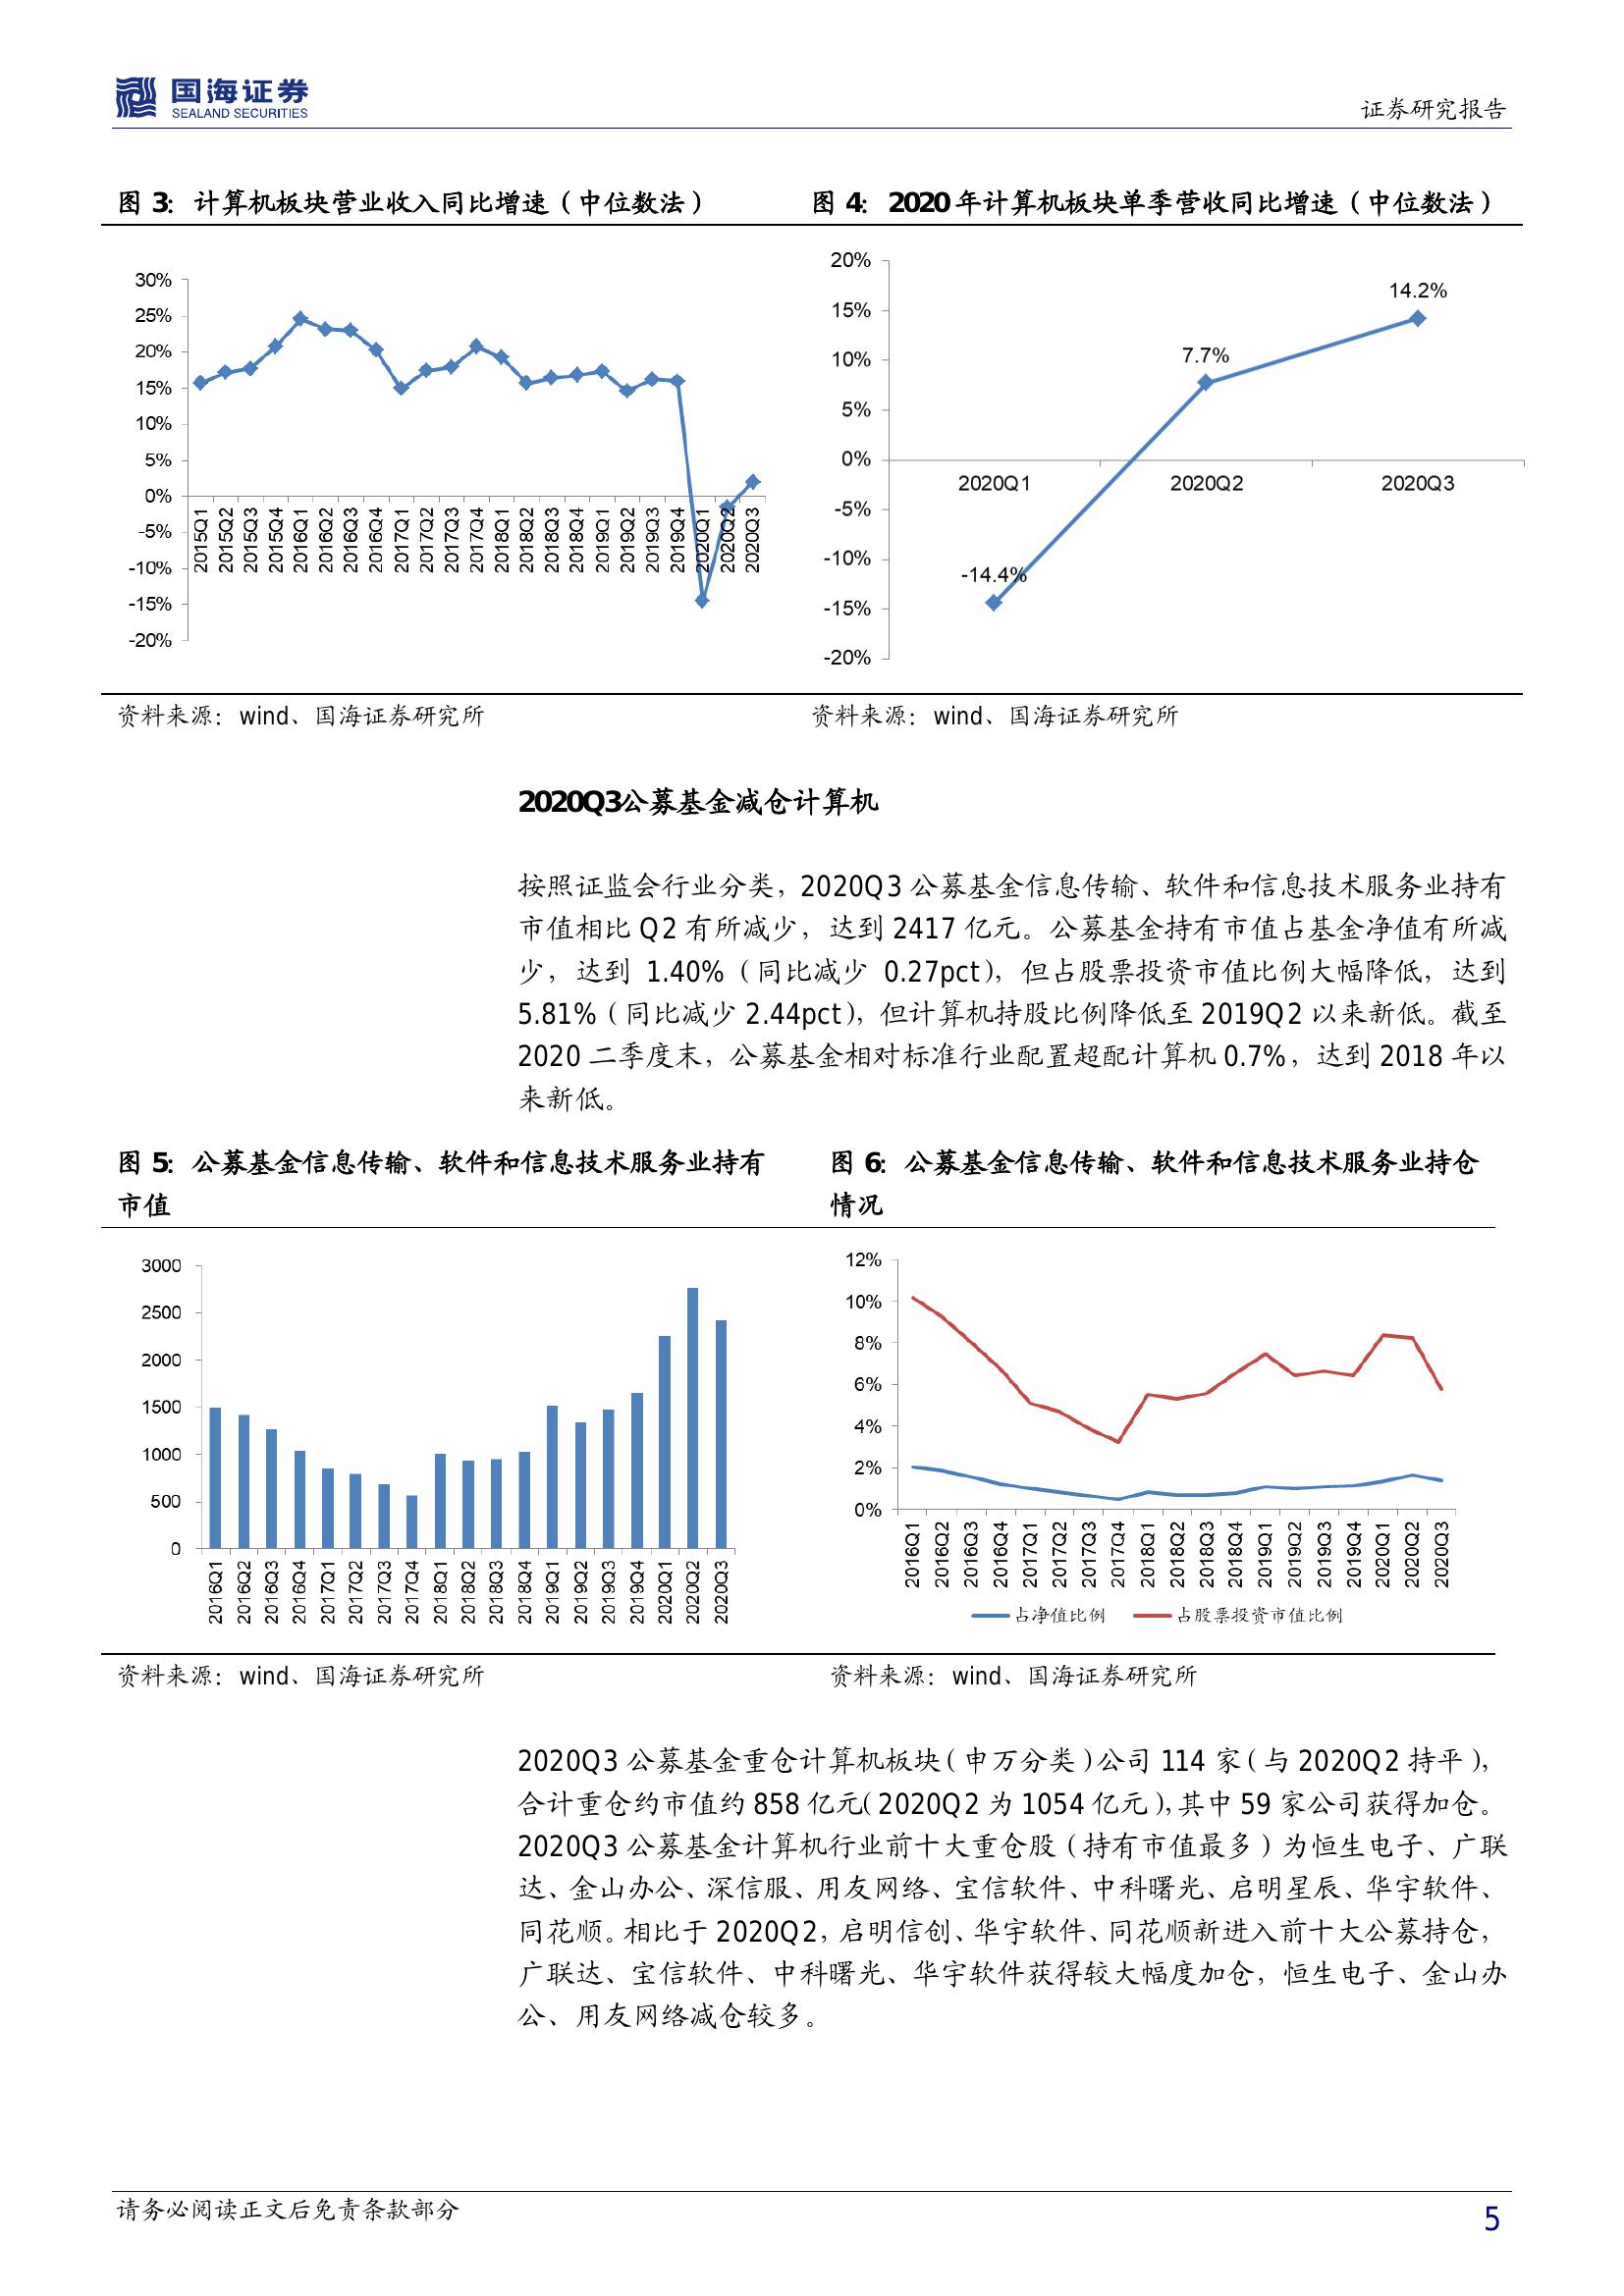 国海证券
SEALAND SECURITIES
证券研究报告
图 3：计算机板块营业收入同比增速（中位数法）
图 4：2020 年计算机板块单季营收同比增速（中位数法）
30%
25%
20%
15%
10%
5%
0%
-5%
-10%
-15%
-20%
2015Q1
2015Q2
2015Q3
2015Q4
2016Q1
2016Q2
2016Q3
2016Q4
2017Q1
2017Q2
2017Q3
2017Q4
2018Q1
2018Q2
2018Q3
2018Q4
2019Q1
2019Q2
2019Q3
2019Q4
2020Q1
2020Q2
2020Q3
20%
15%
10%
5%
0%
-5%
-10%
-15%
-20%
-14.4%
7.7%
14.2%
2020Q1
2020Q2
2020Q3
资料来源：wind、国海证券研究所
资料来源：wind、国海证券研究所
2020Q3公募基金减仓计算机
按照证监会行业分类，2020Q3 公募基金信息传输、软件和信息技术服务业持有
市值相比 Q2 有所减少，达到 2417 亿元。公募基金持有市值占基金净值有所减
少，达到 1.40%（同比减少 0.27pct），但占股票投资市值比例大幅降低，达到
5.81%（同比减少 2.44pct），但计算机持股比例降低至 2019Q2 以来新低。截至
2020 二季度末，公募基金相对标准行业配置超配计算机 0.7%，达到 2018 年以
来新低。
图 5：公募基金信息传输、软件和信息技术服务业持有
市值
图 6：公募基金信息传输、软件和信息技术服务业持仓
情况
3000
2500
2000
1500
1000
500
0
2016Q1
2016Q2
2016Q3
2016Q4
2017Q1
2017Q2
2017Q3
2017Q4
2018Q1
2018Q2
2018Q3
2018Q4
2019Q1
2019Q2
2019Q3
2019Q4
2020Q1
2020Q2
2020Q3
12%
10%
8%
6%
4%
2%
0%
2016Q1
2016Q2
2016Q3
2016Q4
2017Q1
2017Q2
2017Q3
2017Q4
2018Q1
2018Q2
2018Q3
2018Q4
2019Q1
2019Q2
2019Q3
2019Q4
2020Q1
2020Q2
2020Q3
占净值比例
占股票投资市值比例
资料来源：wind、国海证券研究所
资料来源：wind、国海证券研究所
2020Q3 公募基金重仓计算机板块（申万分类）公司 114 家（与 2020Q2 持平），
合计重仓约市值约 858 亿元（2020Q2 为 1054 亿元），其中 59 家公司获得加仓。
2020Q3 公募基金计算机行业前十大重仓股（持有市值最多）为恒生电子、广联
达、金山办公、深信服、用友网络、宝信软件、中科曙光、启明星辰、华宇软件、
同花顺。相比于 2020Q2，启明信创、华宇软件、同花顺新进入前十大公募持仓，
广联达、宝信软件、中科曙光、华宇软件获得较大幅度加仓，恒生电子、金山办
公、用友网络减仓较多。
请务必阅读正文后免责条款部分
5